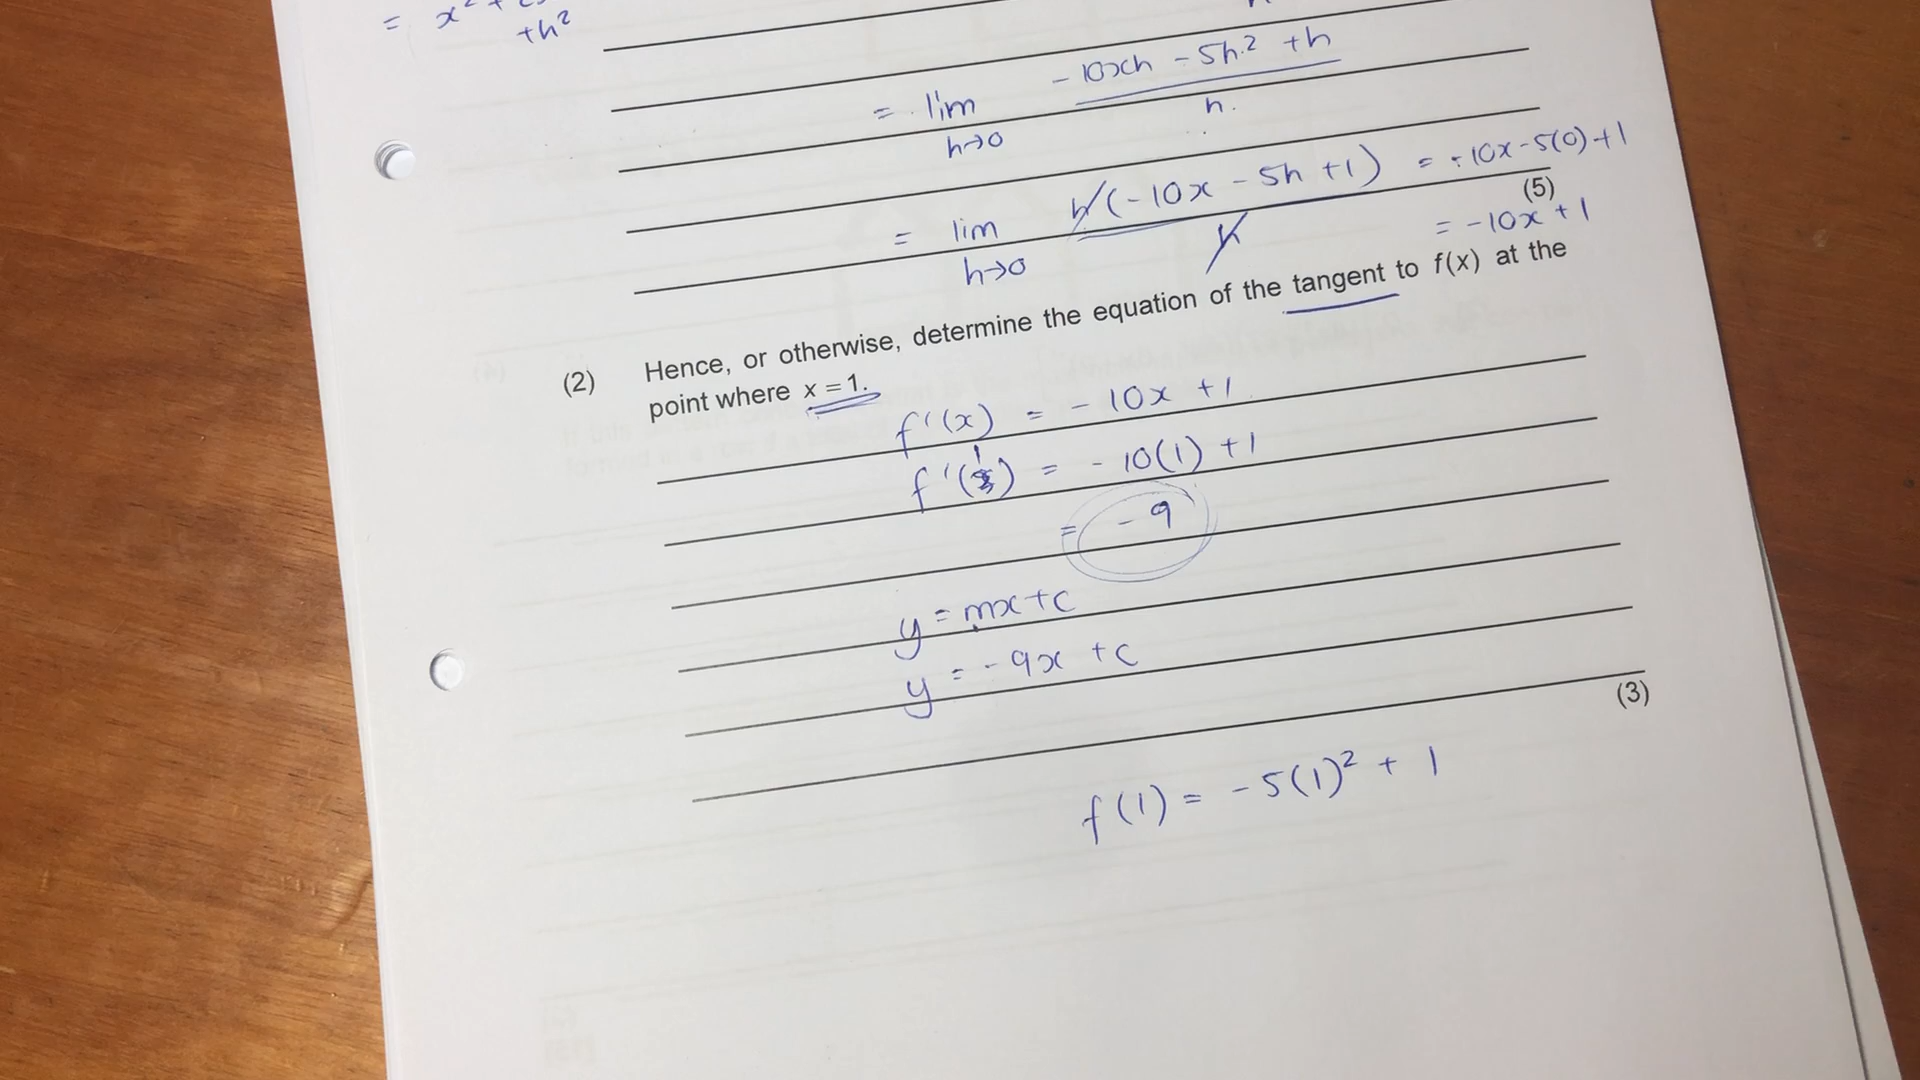 = x²+
+h²
= lim -10xh - 5h² + h
h→0 h
= lim h(-10x - 5h + 1) = -10x - 5(0) + 1
h→0 h
(5)
= -10x + 1
(2) Hence, or otherwise, determine the equation of the tangent to f(x) at the
point where x = 1.
f'(x) = -10x + 1
f'(1) = -10(1) + 1
= -9
y = mx + c
y = -9x + c
(3)
f(1) = -5(1)² + 1